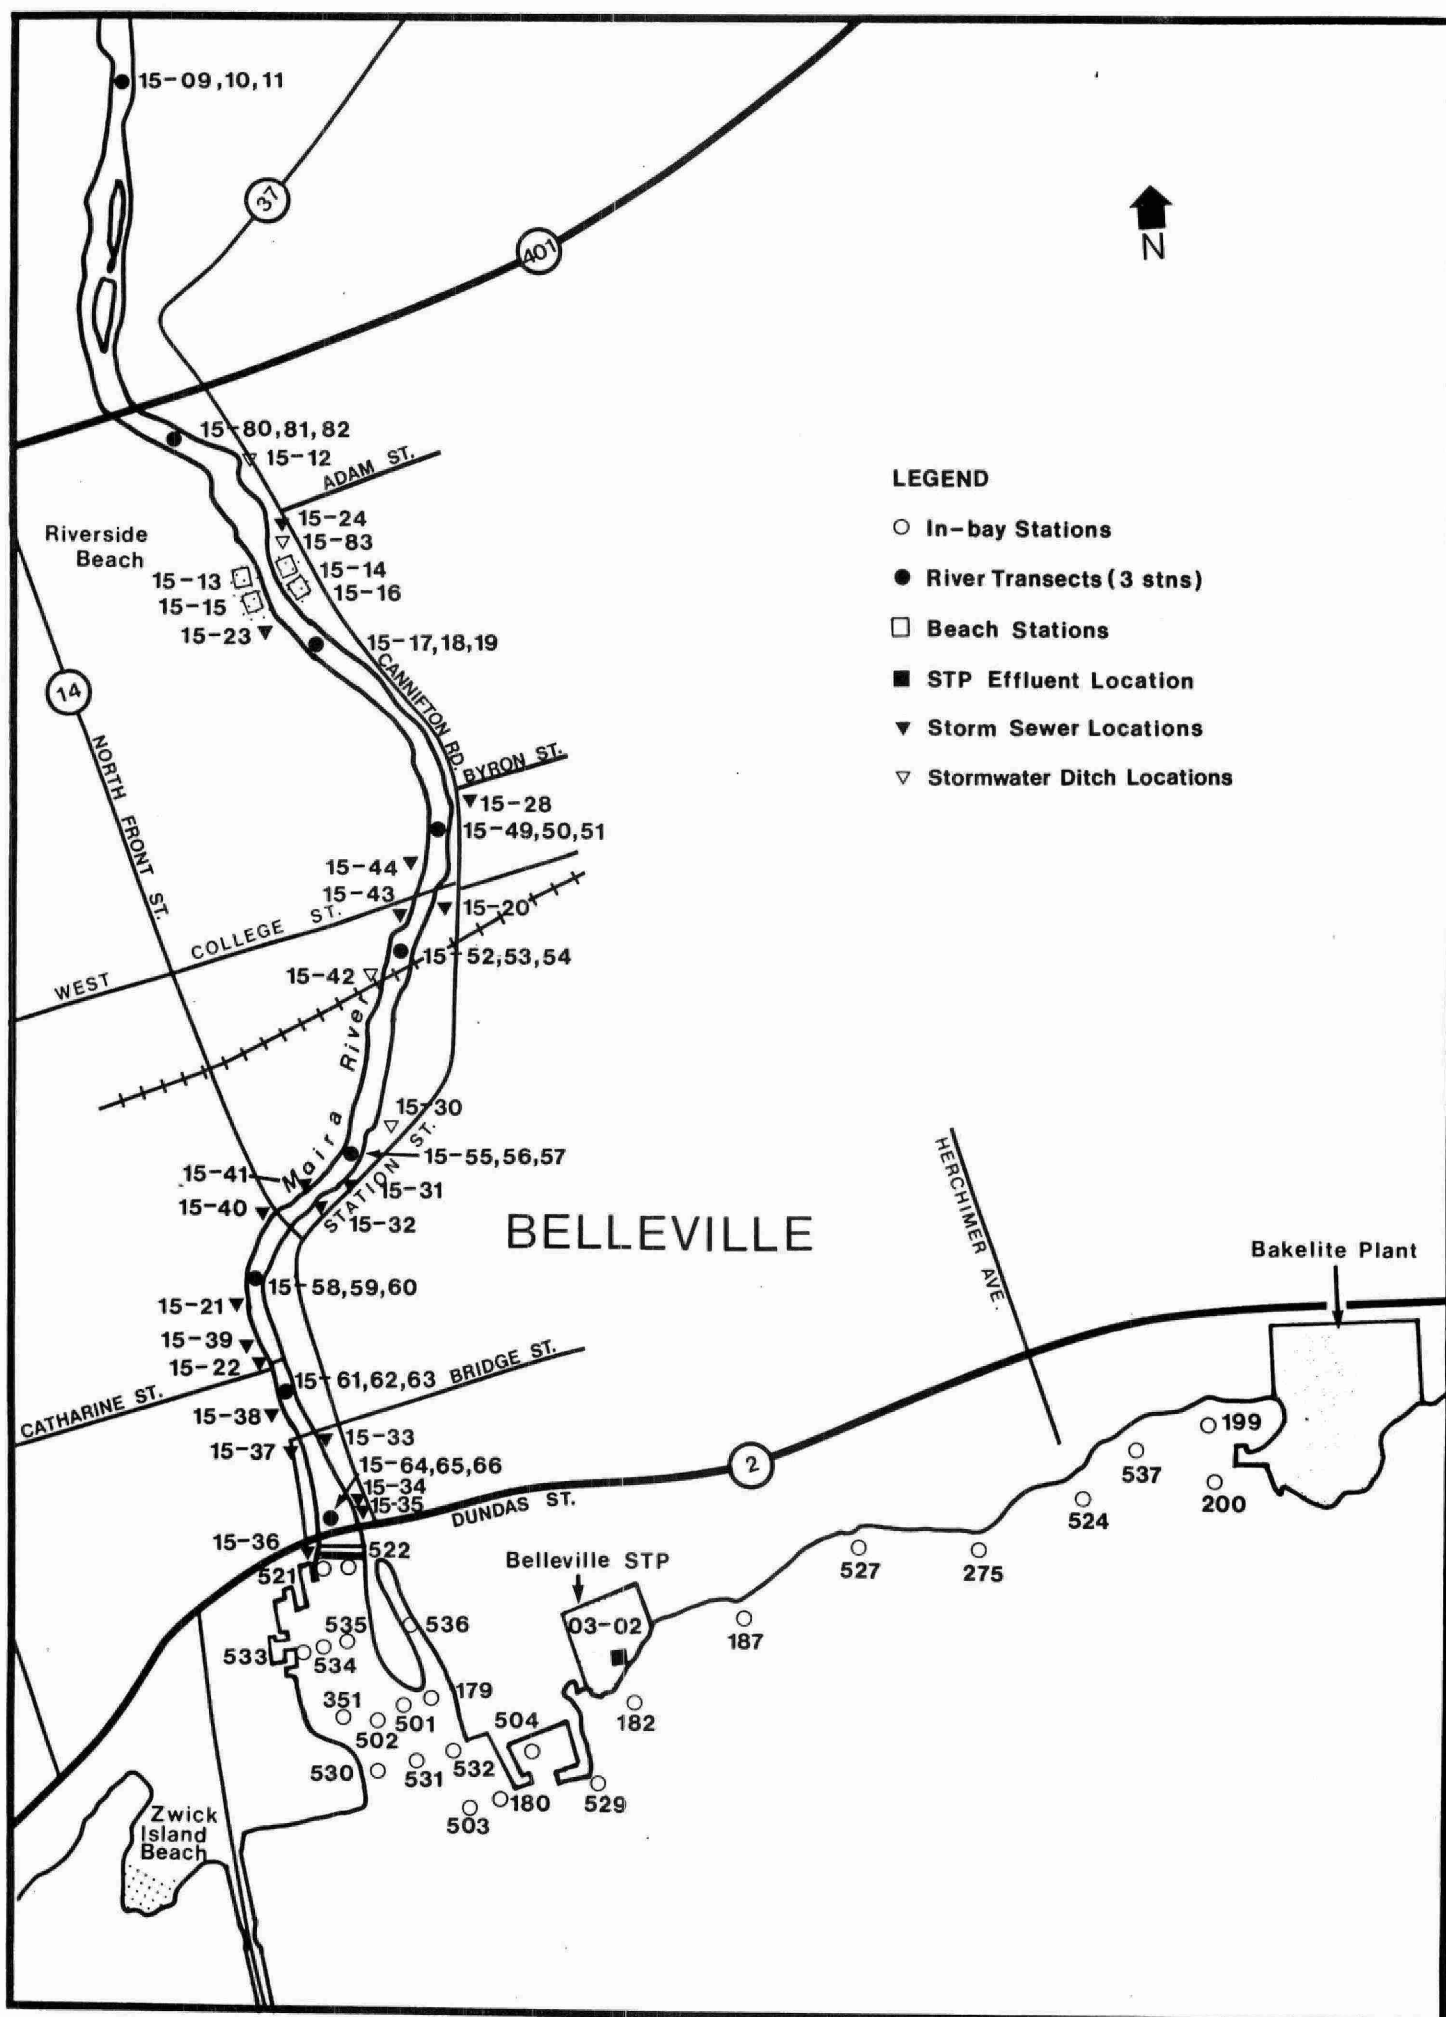 15-09,10,11
37
401
N
15-80,81,82
15-12
ADAM ST.
15-24
15-83
Riverside
Beach
15-14
15-13
15-16
15-15
15-23
15-17,18,19
CANNIFTON RD.
14
NORTH FRONT ST.
LEGEND
In-bay Stations
River Transects (3 stns)
Beach Stations
STP Effluent Location
Storm Sewer Locations
Stormwater Ditch Locations
BYRON ST.
15-28
15-49,50,51
15-44
15-43
15-20
WEST COLLEGE ST.
15-52,53,54
15-42
Moira River
15-30
STATION ST.
15-55,56,57
15-41
15-31
15-40
15-32
BELLEVILLE
HERCHIMER AVE.
Bakelite Plant
15-58,59,60
15-21
15-39
15-22
BRIDGE ST.
15-61,62,63
CATHARINE ST.
15-38
15-33
15-37
15-64,65,66
15-34
15-35
2
DUNDAS ST.
199
537
200
524
15-36
522
521
Belleville STP
527
275
03-02
535
536
533
534
187
351
179
501
502
504
182
530
531
532
180
529
503
Zwick
Island
Beach